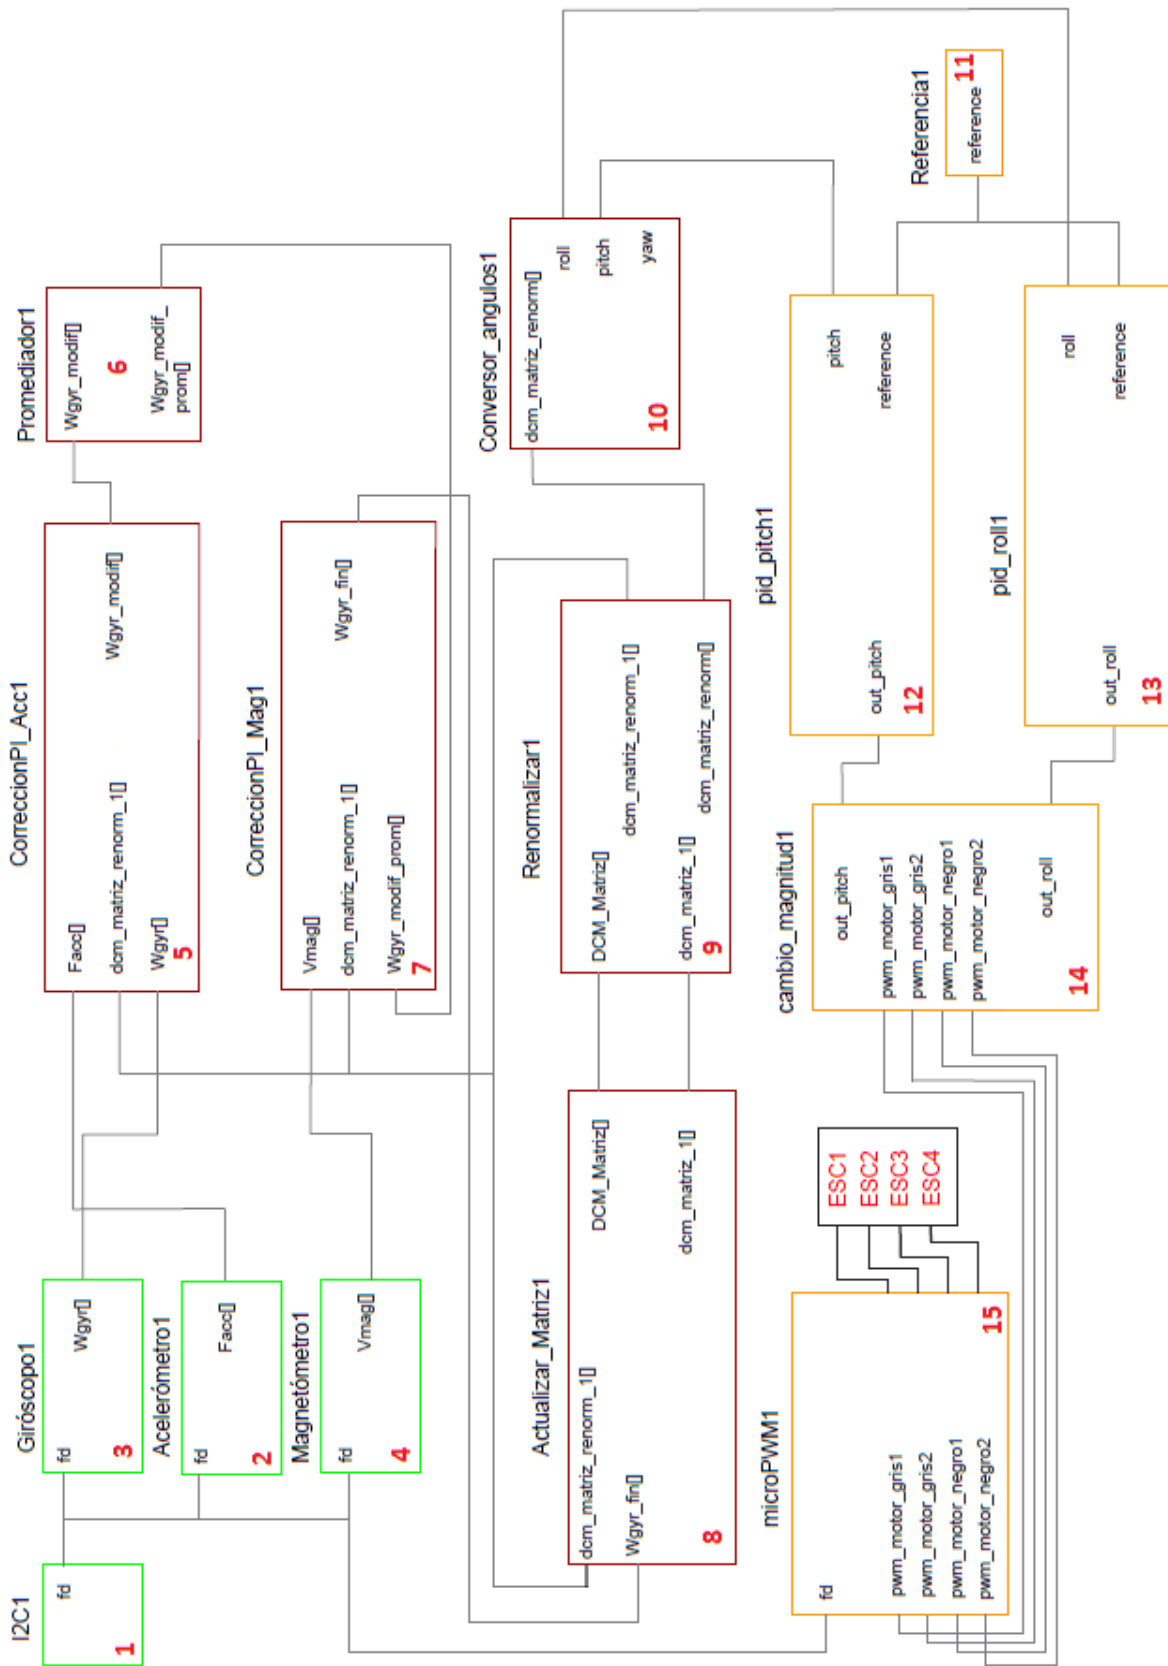 I2C1
fd
1
Giróscopo1
fd
Wgyr[]
3
Acelerómetro1
fd
Facc[]
2
Magnetómetro1
fd
Vmag[]
4
CorreccionPI_Acc1
Facc[]
dcm_matriz_renorm_1[]
Wgyr[]
Wgyr_modif[]
5
Promediador1
Wgyr_modif[]
6
Wgyr_modif_
prom[]
CorreccionPI_Mag1
Vmag[]
dcm_matriz_renorm_1[]
Wgyr_modif_prom[]
Wgyr_fin[]
7
Actualizar_Matriz1
dcm_matriz_renorm_1[]
Wgyr_fin[]
DCM_Matriz[]
dcm_matriz_1[]
8
Renormalizar1
DCM_Matriz[]
dcm_matriz_renorm_1[]
dcm_matriz_1[]
dcm_matriz_renorm[]
9
Conversor_angulos1
dcm_matriz_renorm[]
roll
pitch
yaw
10
microPWM1
fd
pwm_motor_gris1
pwm_motor_gris2
pwm_motor_negro1
pwm_motor_negro2
15
ESC1
ESC2
ESC3
ESC4
cambio_magnitud1
out_pitch
pwm_motor_gris1
pwm_motor_gris2
pwm_motor_negro1
pwm_motor_negro2
out_roll
14
pid_pitch1
pitch
out_pitch
reference
12
Referencia1
reference
11
pid_roll1
roll
out_roll
reference
13